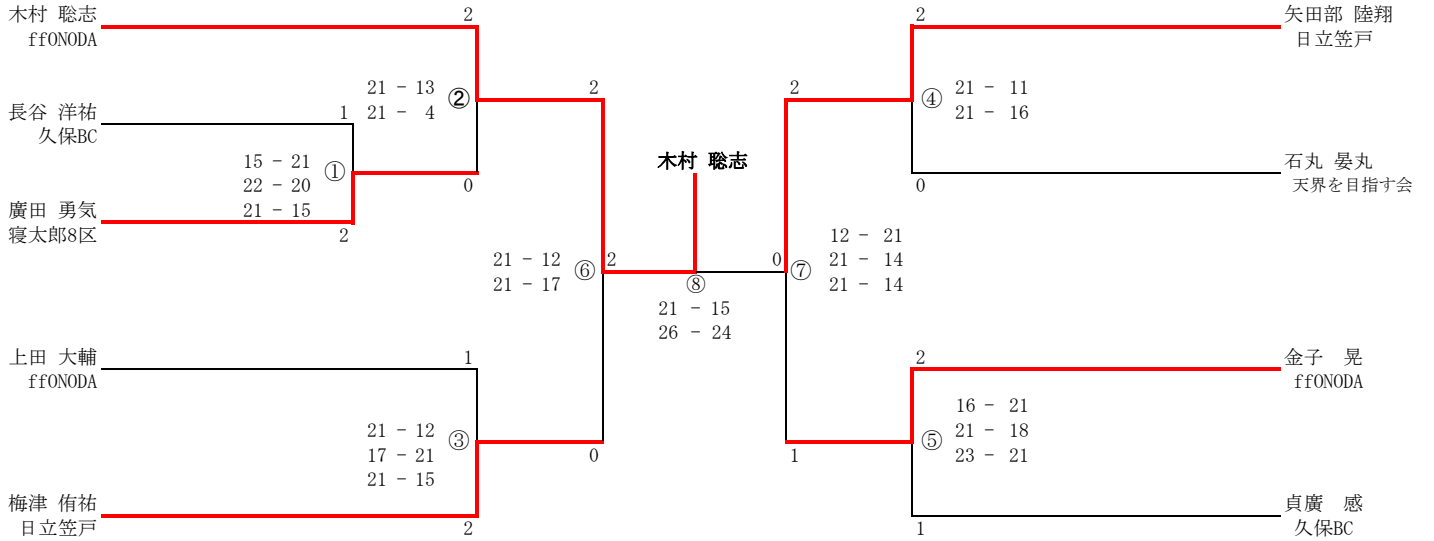 木村 聡志
ffONODA
2
長谷 洋祐
久保BC
1
21 - 13
21 - 4
②
15 - 21
22 - 20
21 - 15
①
0
廣田 勇気
寝太郎8区
2
2
21 - 12
21 - 17
⑥
2
上田 大輔
ffONODA
1
21 - 12
17 - 21
21 - 15
③
0
梅津 侑祐
日立笠戸
2
木村 聡志
⑧
21 - 15
26 - 24
2
矢田部 陸翔
日立笠戸
2
④
21 - 11
21 - 16
石丸 晏丸
天界を目指す会
0
0
⑦
12 - 21
21 - 14
21 - 14
2
金子 晃
ffONODA
⑤
16 - 21
21 - 18
23 - 21
1
貞廣 感
久保BC
1